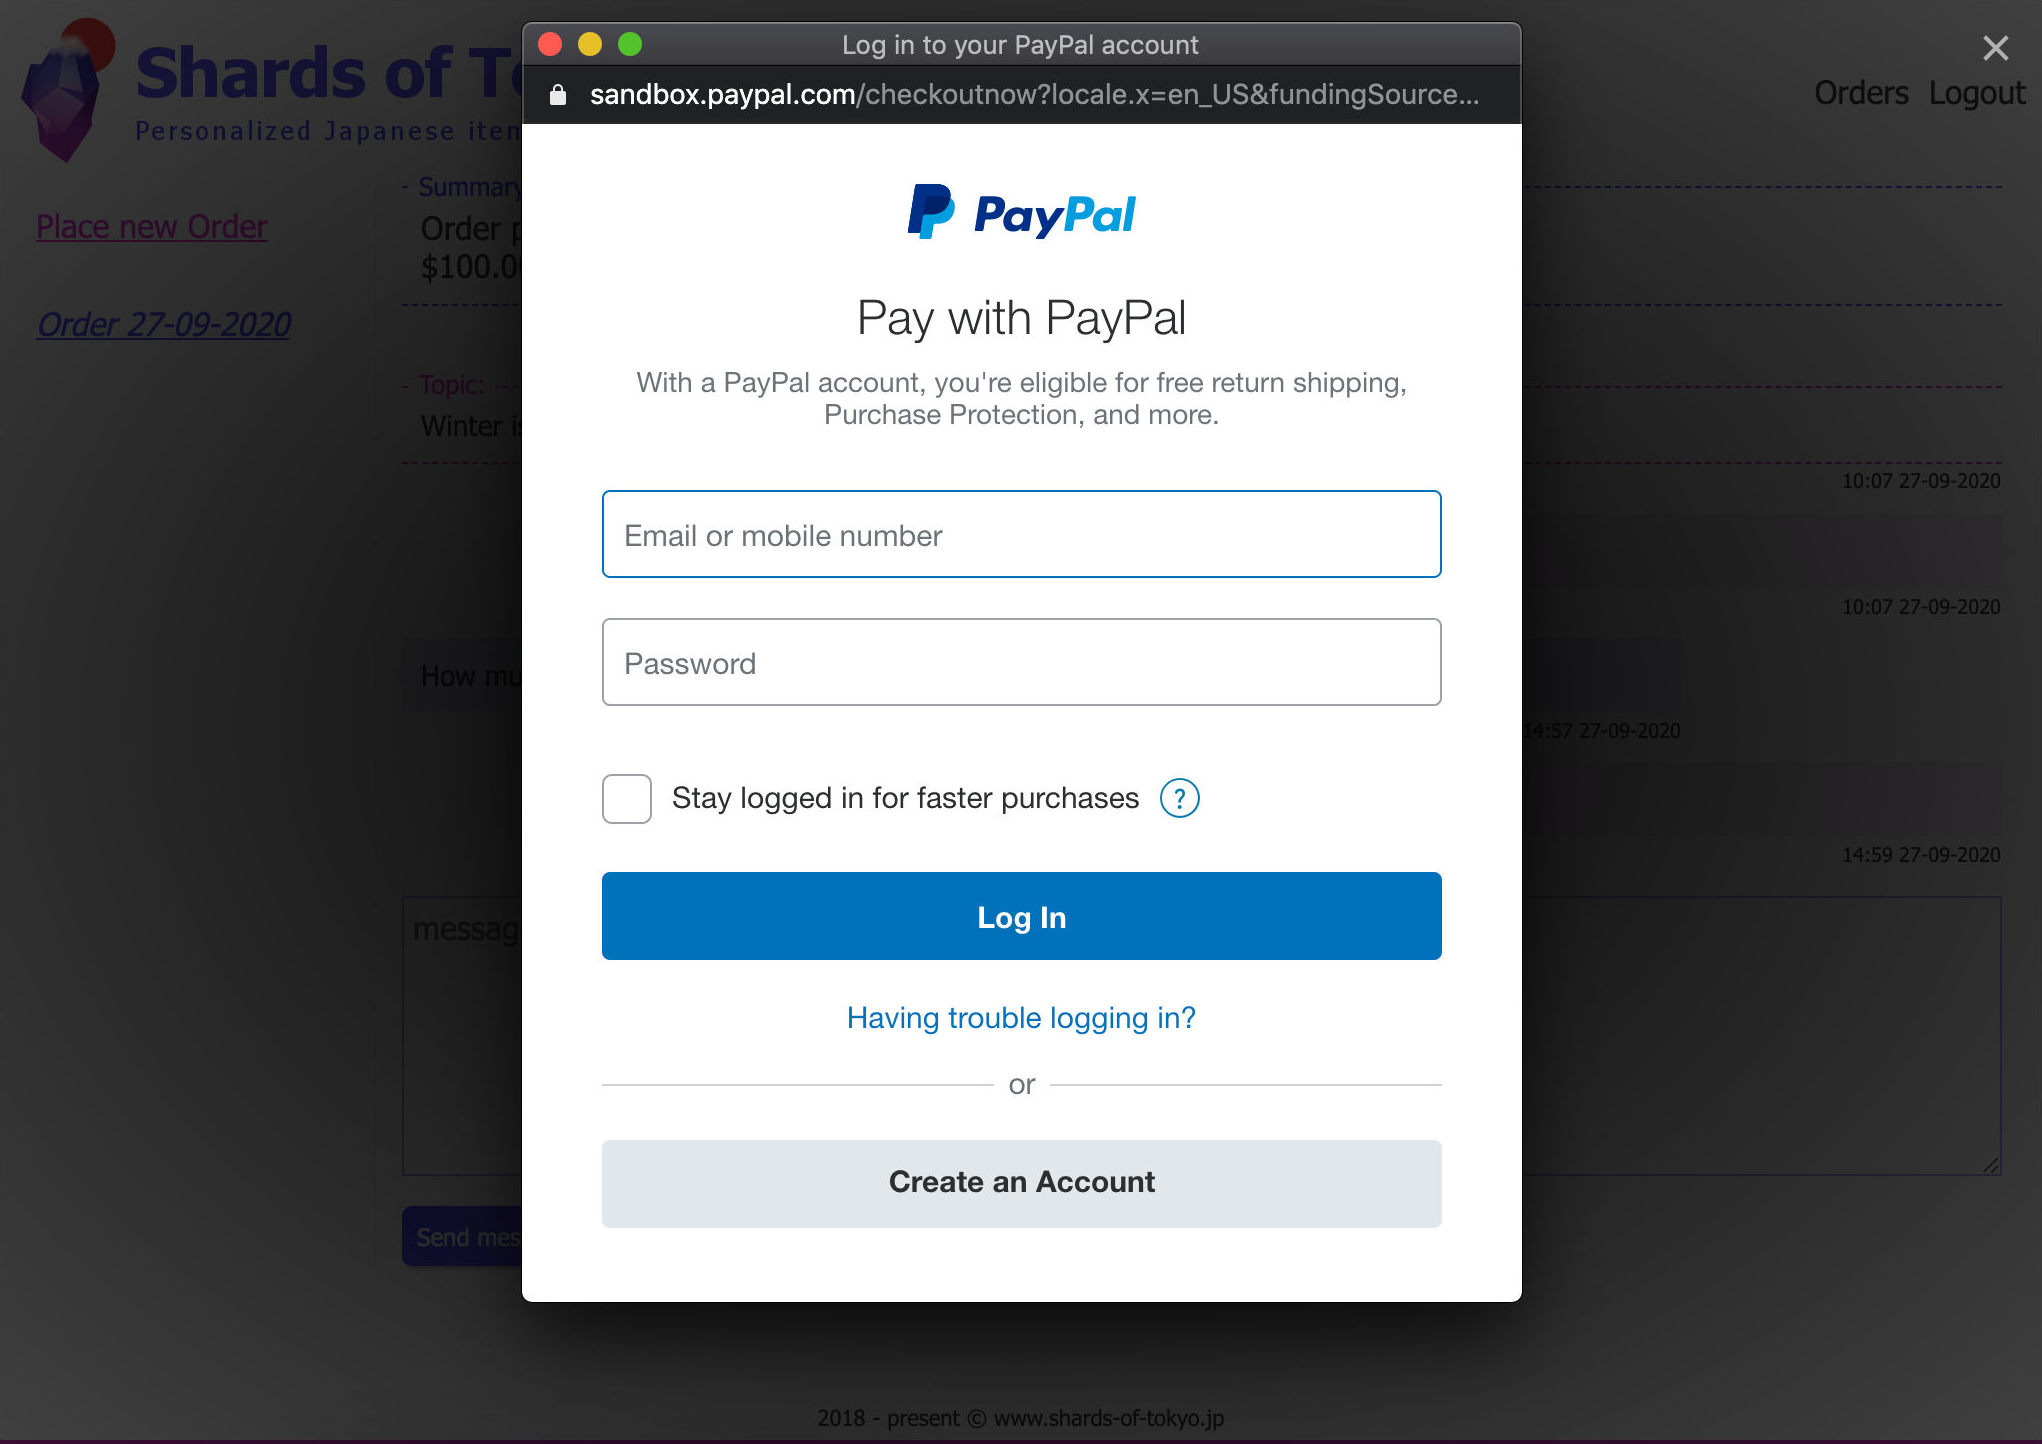 Shards of T
Personalized Japanese item
Orders Logout
Place new Order
Order 27-09-2020
Summary
Order
$100.0
Topic:
Winter
10:07 27-09-2020
10:07 27-09-2020
How mu
14:57 27-09-2020
14:59 27-09-2020
messag
Send mes
Log in to your PayPal account
sandbox.paypal.com/checkoutnow?locale.x=en_US&fundingSource...
PayPal
Pay with PayPal
With a PayPal account, you're eligible for free return shipping,
Purchase Protection, and more.
Email or mobile number
Password
Stay logged in for faster purchases ?
Log In
Having trouble logging in?
or
Create an Account
2018 - present © www.shards-of-tokyo.jp